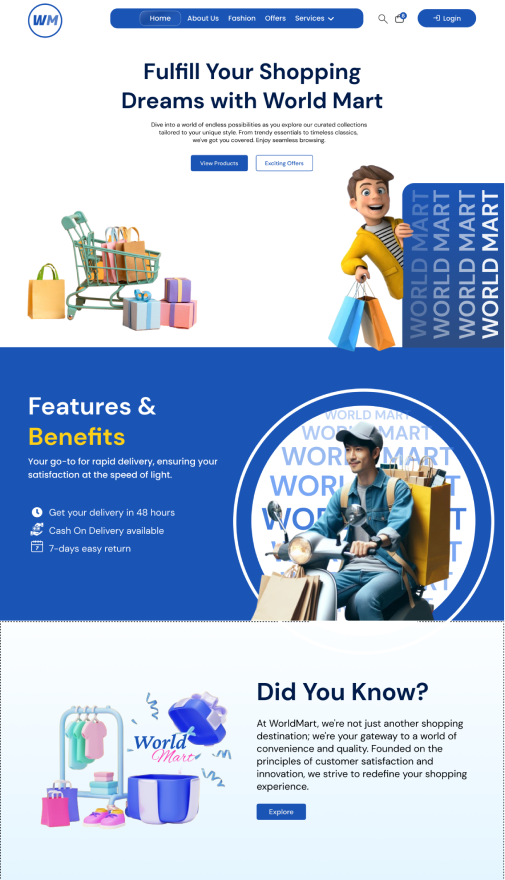 WM
Home About Us Fashion Offers Services
0
Login
Fulfill Your Shopping
Dreams with World Mart
Dive into a world of endless possibilities as you explore our curated collections
tailored to your unique style. From trendy essentials to timeless classics,
we've got you covered. Enjoy seamless browsing.
View Products Exciting Offers
WORLD MART
WORLD MART
WORLD MART
WORLD MART
Features &
Benefits
Your go-to for rapid delivery, ensuring your
satisfaction at the speed of light.
Get your delivery in 48 hours
Cash On Delivery available
7
7-days easy return
WORLD MART
WO MART
WORL MART
WORL T
WOR T
Did You Know?
At WorldMart, we're not just another shopping
destination; we're your gateway to a world of
convenience and quality. Founded on the
principles of customer satisfaction and
innovation, we strive to redefine your shopping
experience.
Explore
World
Mart